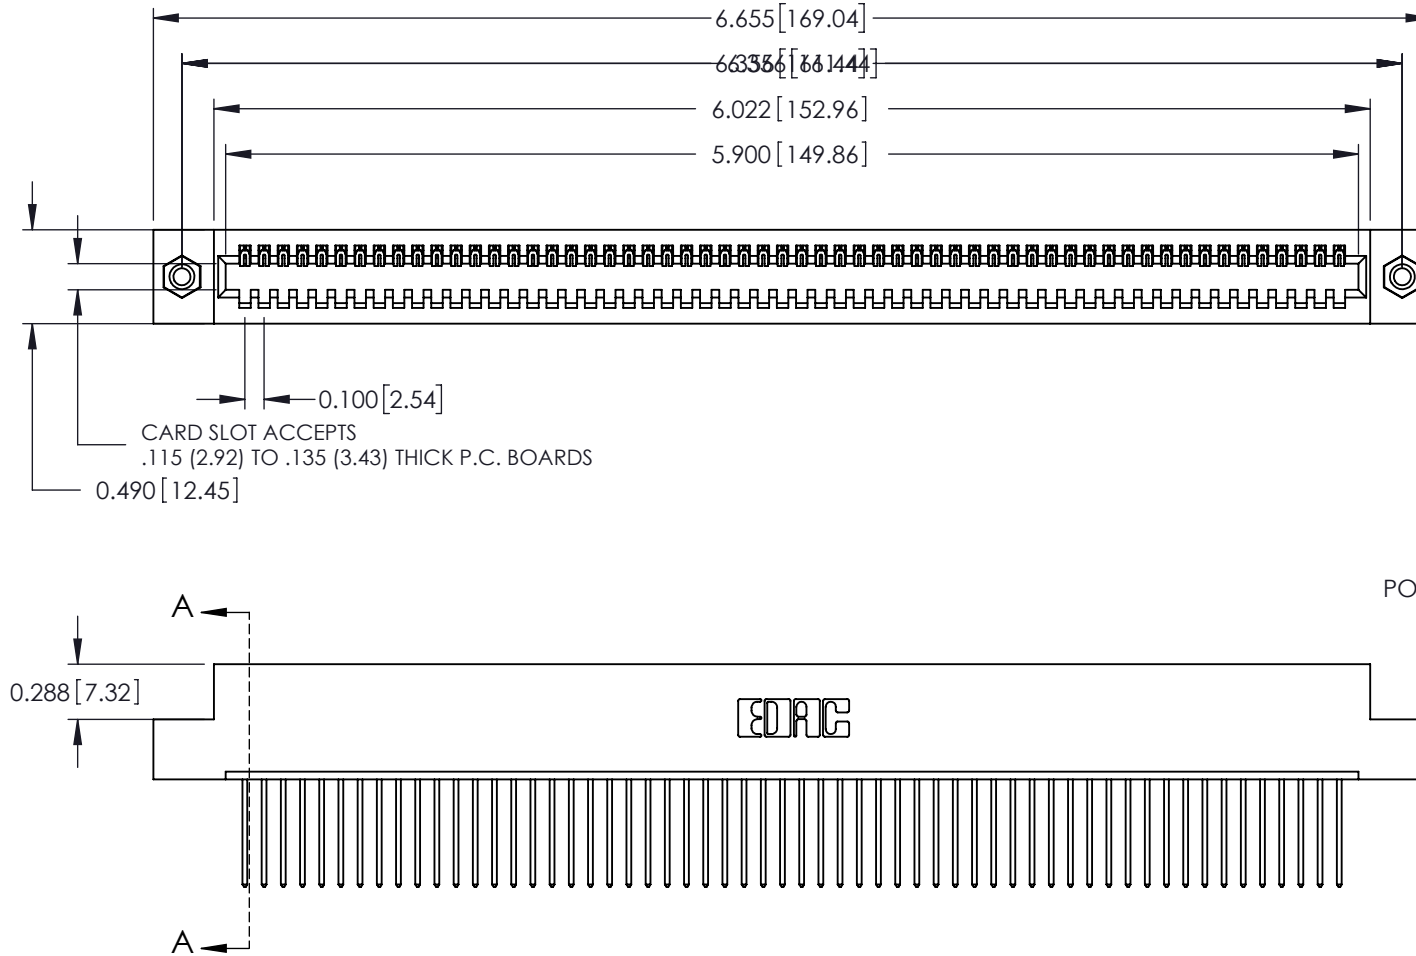 6.655[169.04]
6.022[152.96]
5.900[149.86]
0.100[2.54]
CARD SLOT ACCEPTS
.115 (2.92) TO .135 (3.43) THICK P.C. BOARDS
0.490[12.45]
PO
A
0.288[7.32]
EDAC
A